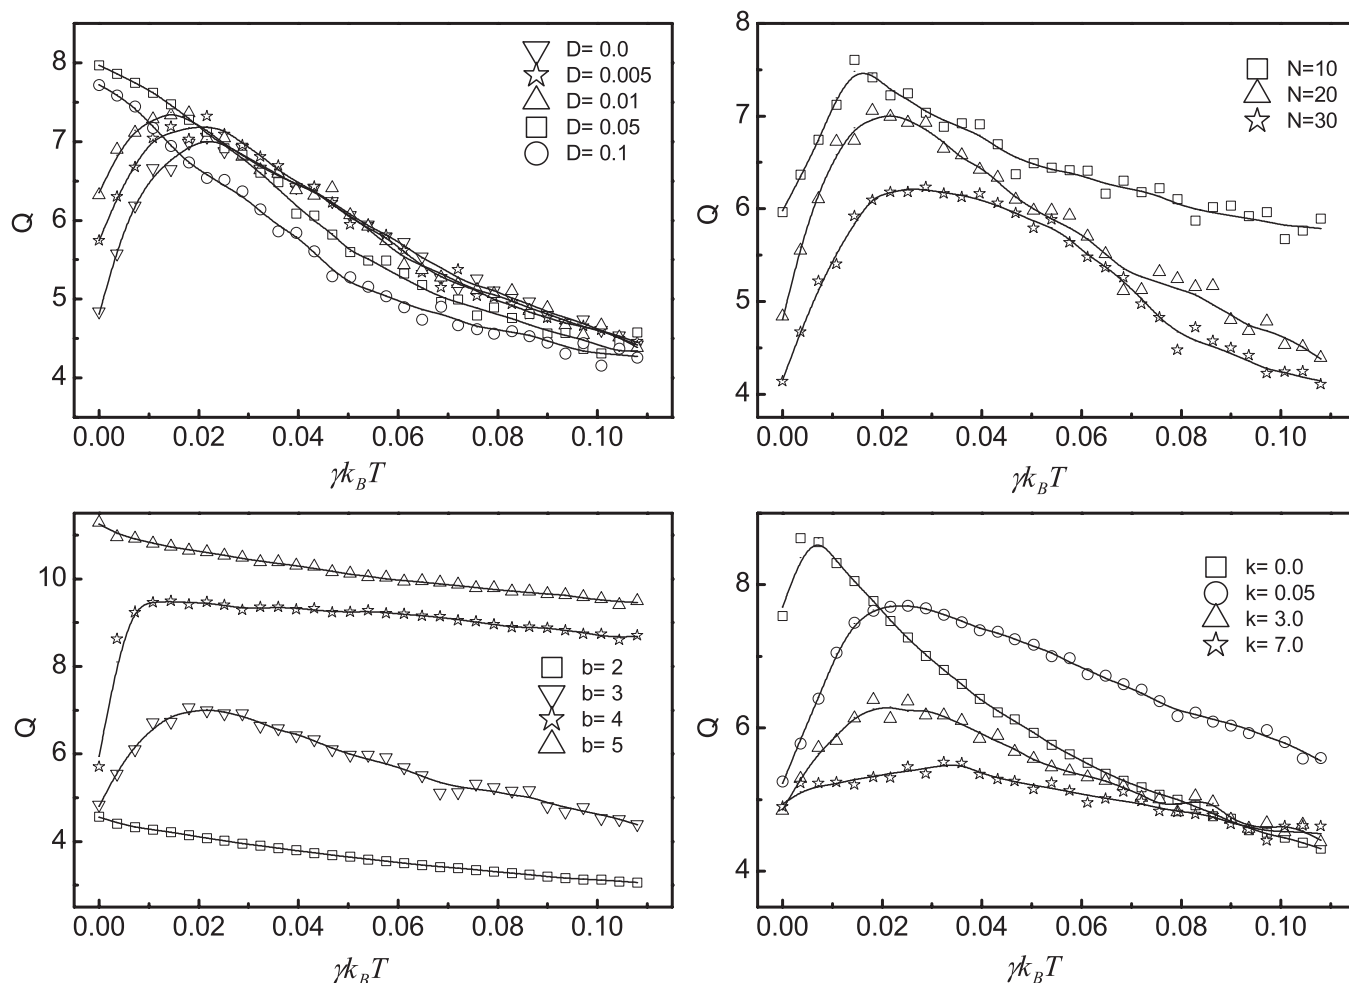 8
7
6
5
4
Q
D= 0.0
D= 0.005
D= 0.01
D= 0.05
D= 0.1
0.00 0.02 0.04 0.06 0.08 0.10
γk_BT
8
7
6
5
4
Q
N=10
N=20
N=30
0.00 0.02 0.04 0.06 0.08 0.10
γk_BT
10
8
6
4
Q
b= 2
b= 3
b= 4
b= 5
0.00 0.02 0.04 0.06 0.08 0.10
γk_BT
8
6
4
Q
k= 0.0
k= 0.05
k= 3.0
k= 7.0
0.00 0.02 0.04 0.06 0.08 0.10
γk_BT